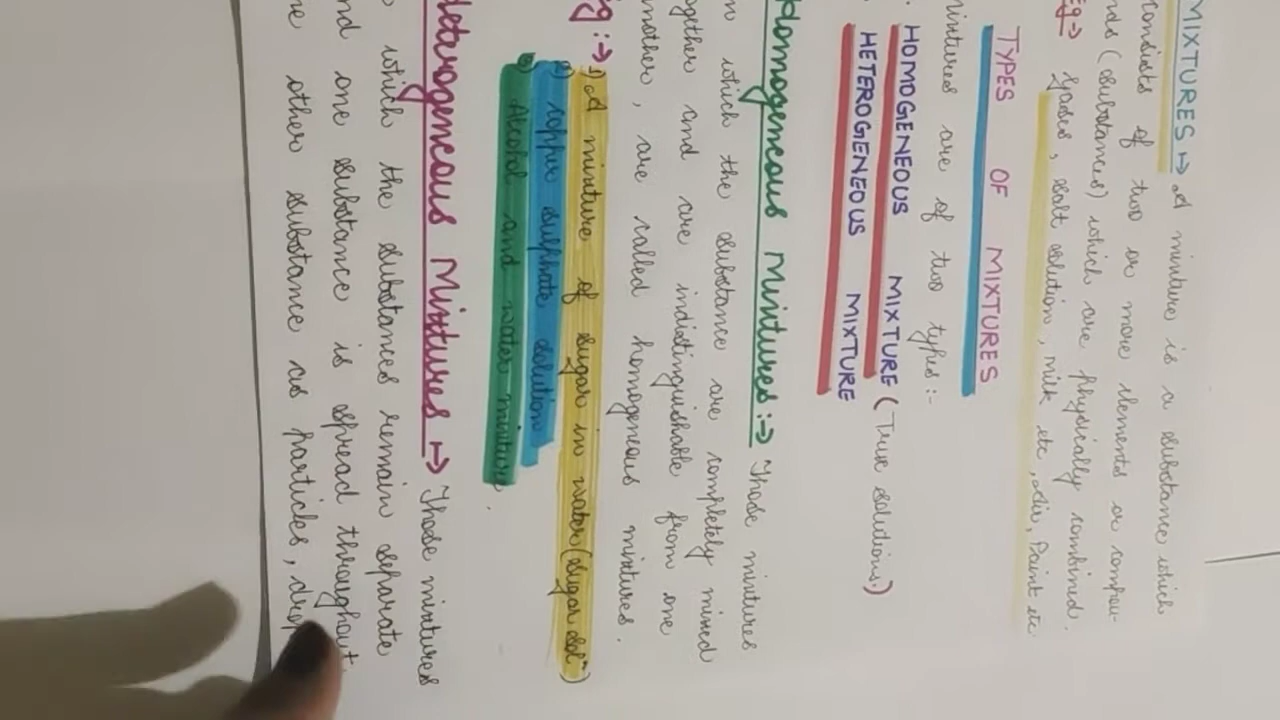 MIXTURES → A mixture is a substance which
consists of two or more elements or compou-
nds (substances) which are physically combined.
Eg → gases, salt solution, milk etc, air, Paint etc
TYPES OF MIXTURES
mixtures are of two types:-
HOMOGENEOUS MIXTURE (True solutions)
HETEROGENEOUS MIXTURE
Homogeneous Mixtures:→ Those mixtures
in which the substance are completely mixed
together and are indistinguishable from one
another, are called homogeneous mixtures.
Eg:→ 1) A mixture of sugar in water (sugar solⁿ)
2) copper sulphate solution
3) Alcohol and water mixture.
Heterogeneous Mixtures → Those mixtures
which the substances remain separate
and one substance is spread throughout
other substance as particles,